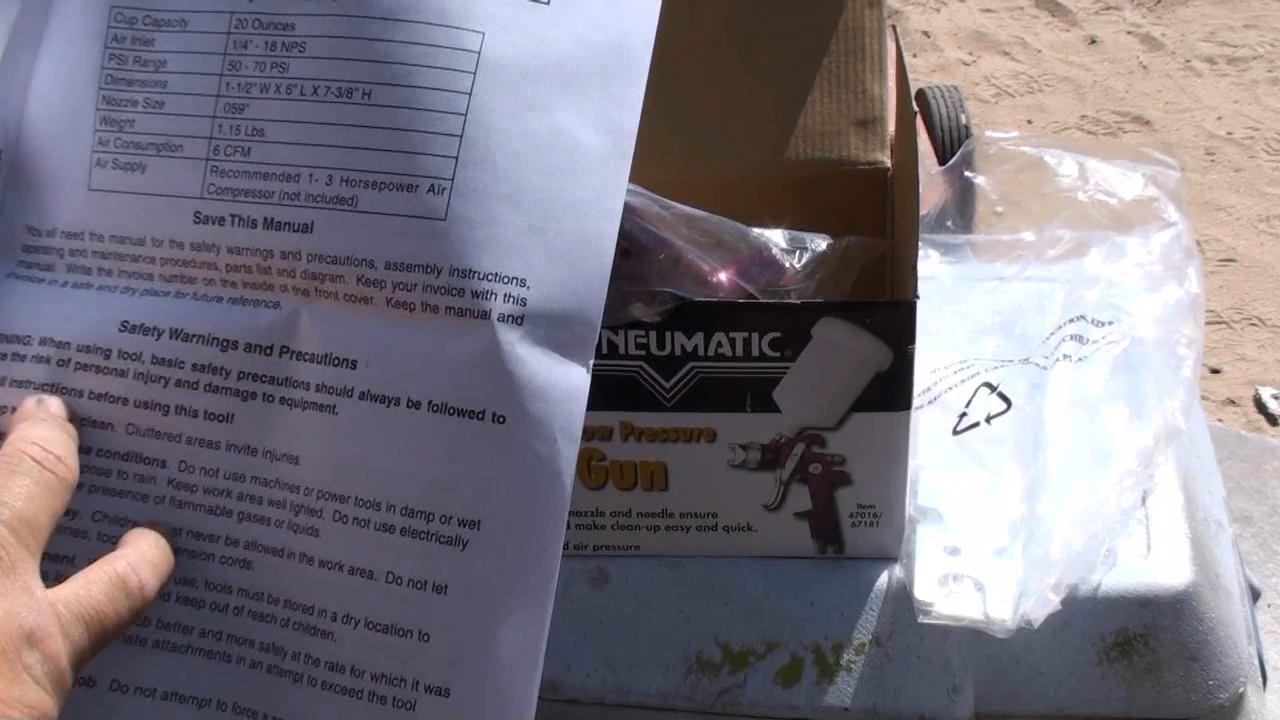 Cup Capacity 20 Ounces
Air Inlet 1/4" - 18 NPS
PSI Range 50 - 70 PSI
Dimensions 1-1/2" W X 6" L X 7-3/8" H
Nozzle Size .059"
Weight 1.15 Lbs.
Air Consumption 6 CFM
Air Supply Recommended 1- 3 Horsepower Air
Compressor (not included)
Save This Manual
You will need the manual for the safety warnings and precautions, assembly instructions,
operating and maintenance procedures, parts list and diagram. Keep your invoice with this
manual. Write the invoice number on the inside of the front cover. Keep the manual and
invoice in a safe and dry place for future reference.
Safety Warnings and Precautions
When using tool, basic safety precautions should always be followed to
the risk of personal injury and damage to equipment.
instructions before using this tool!
clean. Cluttered areas invite injuries.
conditions. Do not use machines or power tools in damp or wet
to rain. Keep work area well lighted. Do not use electrically
presence of flammable gases or liquids.
never be allowed in the work area. Do not let
cords.
use, tools must be stored in a dry location to
keep out of reach of children.
better and more safely at the rate for which it was
attachments in an attempt to exceed the tool
Do not attempt to force a
NEUMATIC
Pressure
Gun
nozzle and needle ensure
make clean-up easy and quick.
air pressure
Item
47016/
67181